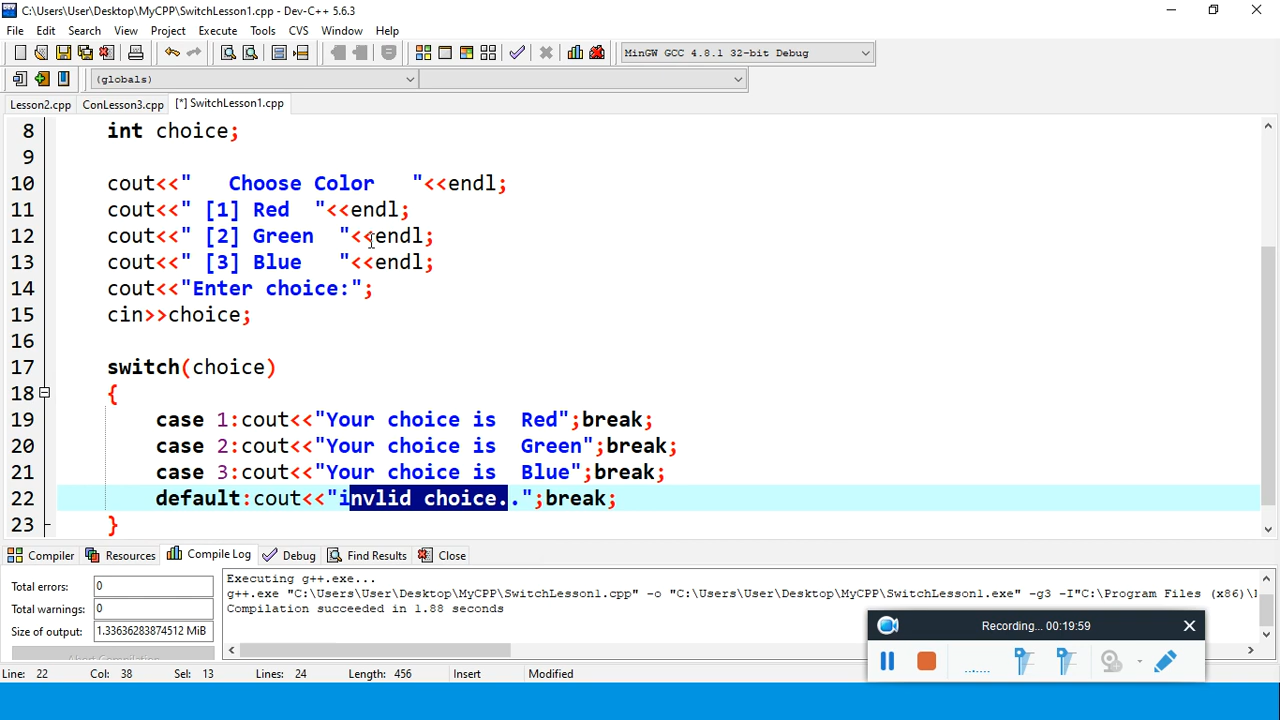 C:\Users\User\Desktop\MyCPP\SwitchLesson1.cpp - Dev-C++ 5.6.3
File Edit Search View Project Execute Tools CVS Window Help
MinGW GCC 4.8.1 32-bit Debug
(globals)
Lesson2.cpp ConLesson3.cpp [*] SwitchLesson1.cpp
8 int choice;
9
10 cout<<"   Choose Color   "<<endl;
11 cout<<" [1] Red  "<<endl;
12 cout<<" [2] Green  "<<endl;
13 cout<<" [3] Blue   "<<endl;
14 cout<<"Enter choice:";
15 cin>>choice;
16
17 switch(choice)
18 {
19 case 1:cout<<"Your choice is  Red";break;
20 case 2:cout<<"Your choice is  Green";break;
21 case 3:cout<<"Your choice is  Blue";break;
22 default:cout<<"invlid choice..";break;
23 }
Compiler Resources Compile Log Debug Find Results Close
Total errors: 0
Total warnings: 0
Size of output: 1.33636283874512 MiB
Abort Compilation
Executing g++.exe...
g++.exe "C:\Users\User\Desktop\MyCPP\SwitchLesson1.cpp" -o "C:\Users\User\Desktop\MyCPP\SwitchLesson1.exe" -g3 -I"C:\Program Files (x86)\
Compilation succeeded in 1.88 seconds
Recording... 00:19:59
Line: 22 Col: 38 Sel: 13 Lines: 24 Length: 456 Insert Modified